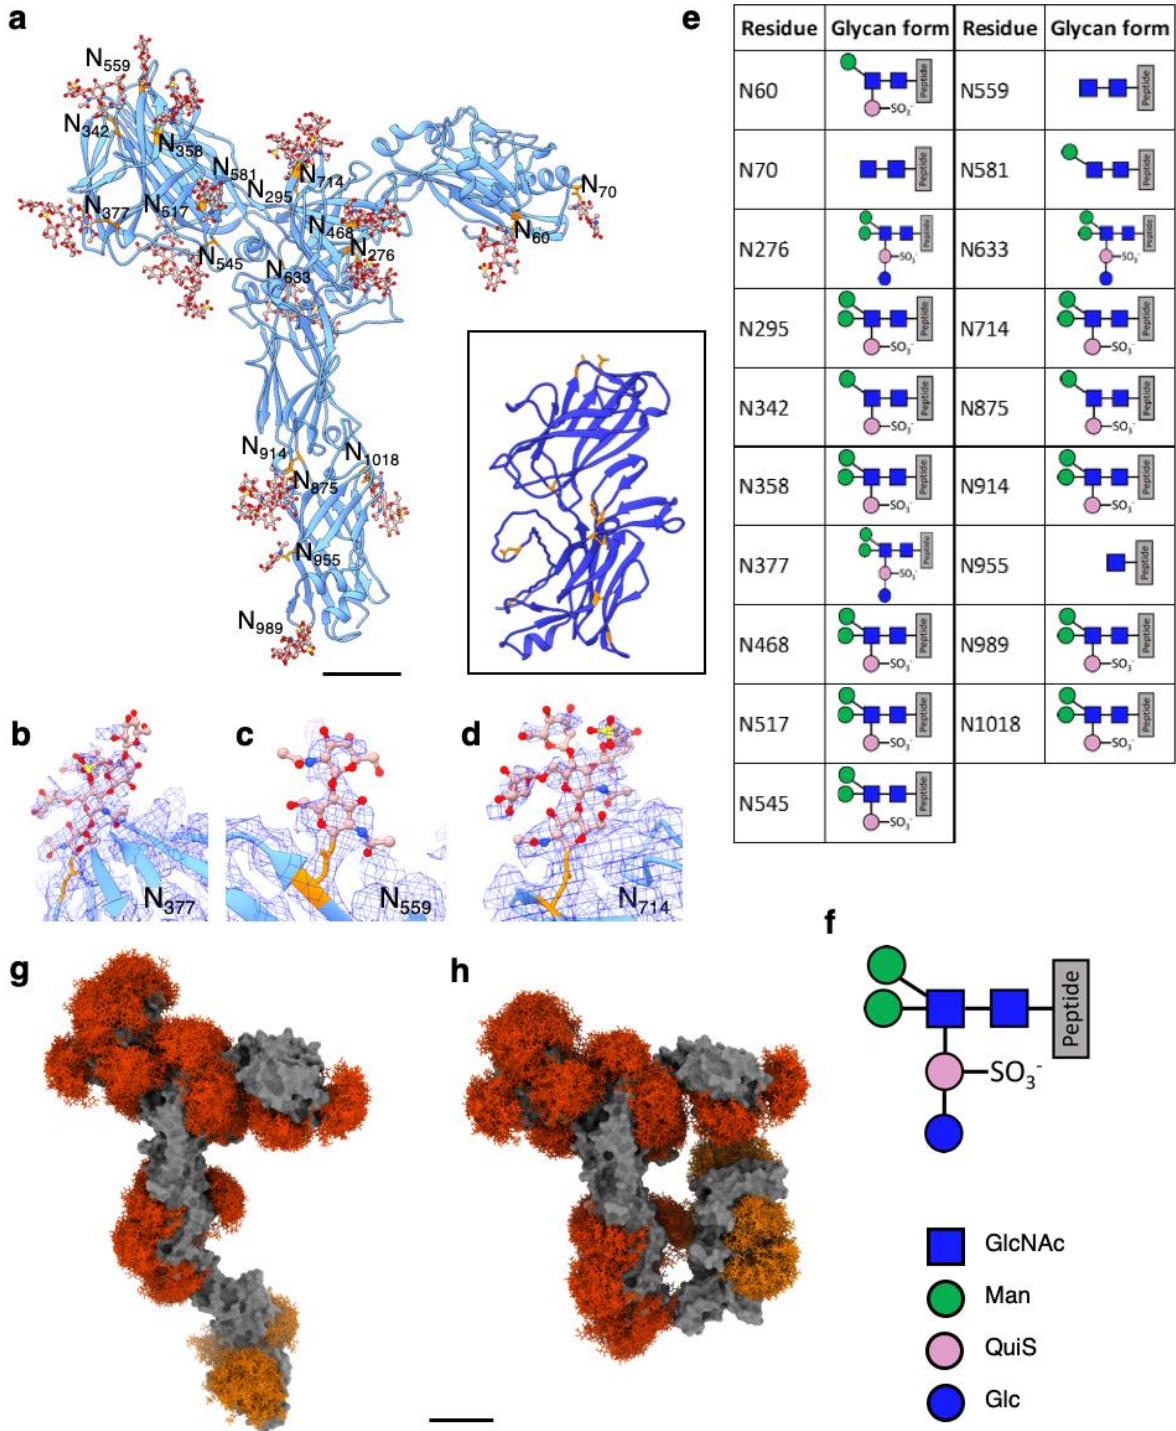 a
N559
N342
N358
N581
N295
N714
N70
N377
N517
N468
N60
N545
N276
N633
N914
N1018
N875
N955
N989
e
Residue Glycan form Residue Glycan form
N60 SO3- Peptide N559 Peptide
N70 Peptide N581 Peptide
N276 SO3- Peptide N633 SO3- Peptide
N295 SO3- Peptide N714 SO3- Peptide
N342 SO3- Peptide N875 SO3- Peptide
N358 SO3- Peptide N914 SO3- Peptide
N377 SO3- Peptide N955 Peptide
N468 SO3- Peptide N989 SO3- Peptide
N517 SO3- Peptide N1018 SO3- Peptide
N545 SO3- Peptide
b c d
N377 N559 N714
f
Peptide
SO3-
GlcNAc
Man
QuiS
Glc
g h